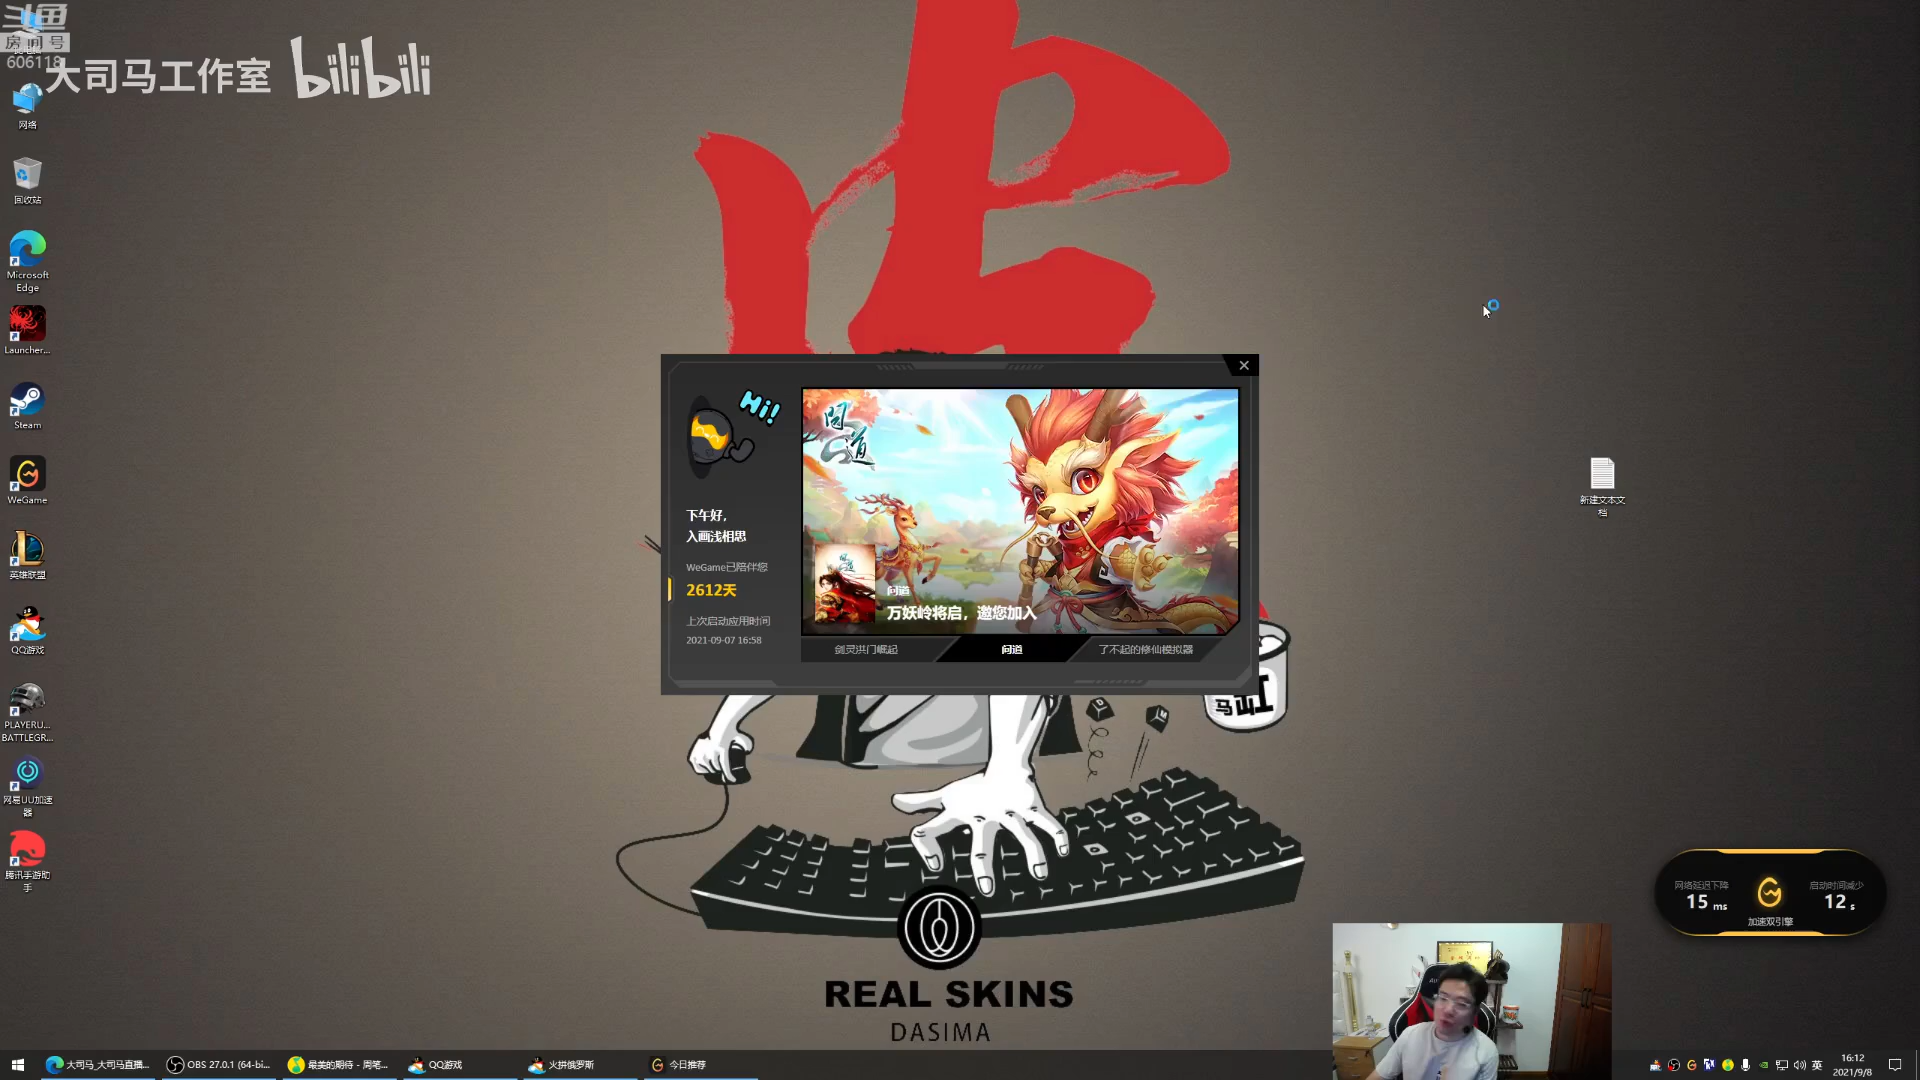 斗鱼
房间号
606118
大司马工作室 bilibili
网络
回收站
Microsoft
Edge
Launcher...
Steam
WeGame
英雄联盟
QQ游戏
PLAYERU...
BATTLEGR...
网易UU加速
器
腾讯手游助
手
Hi!
下午好，
入画浅相思
WeGame已陪伴您
2612天
上次启动应用时间
2021-09-07 16:58
问道
问道
万妖岭将启，邀您加入
剑灵洪门崛起
问道
了不起的修仙模拟器
马缸
新建文本文
档
网络延迟下降
15 ms
加速双引擎
启动时间减少
12 s
REAL SKINS
DASIMA
大司马_大司马直播...
OBS 27.0.1 (64-bi...
最美的期待 - 周笔...
QQ游戏
火拼俄罗斯
今日推荐
英
16:12
2021/9/8